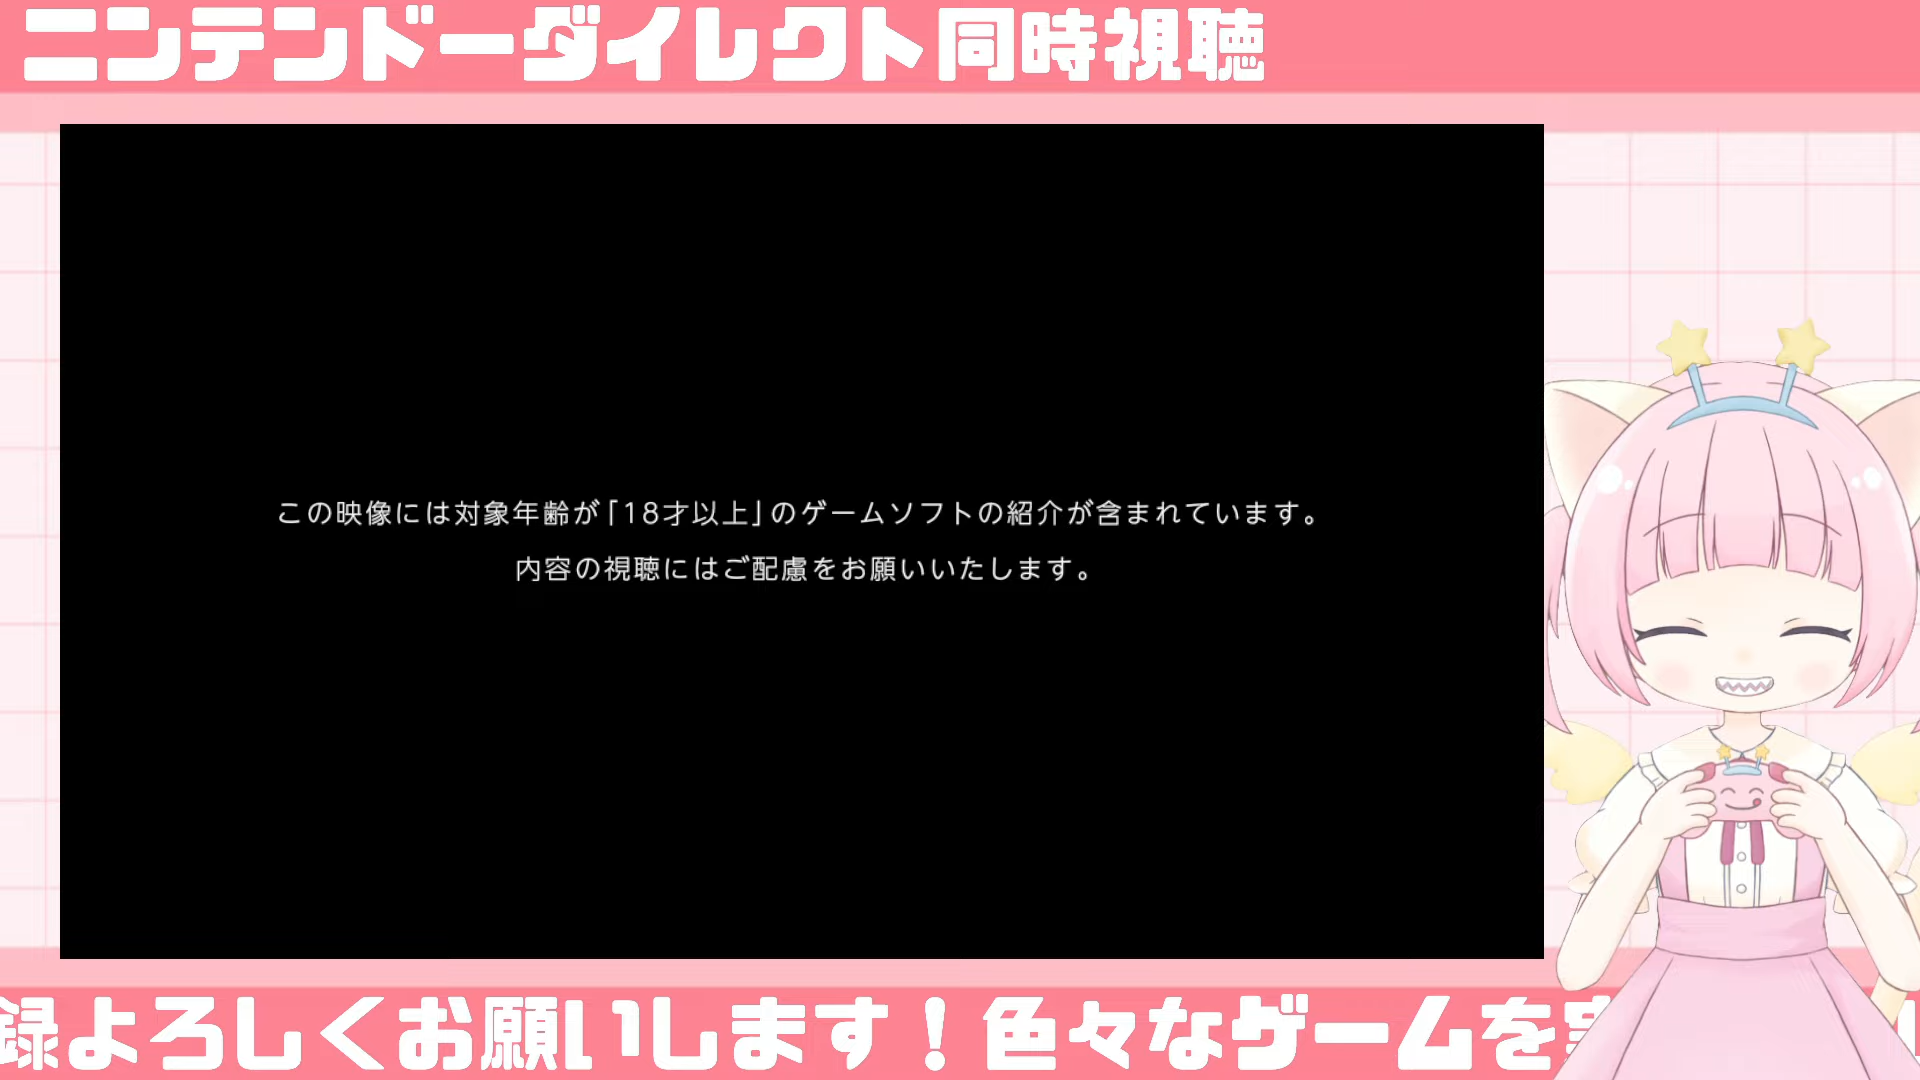 ニンテンドーダイレクト同時視聴
この映像には対象年齢が「18才以上」のゲームソフトの紹介が含まれています。
内容の視聴にはご配慮をお願いいたします。
録よろしくお願いします！色々なゲームを